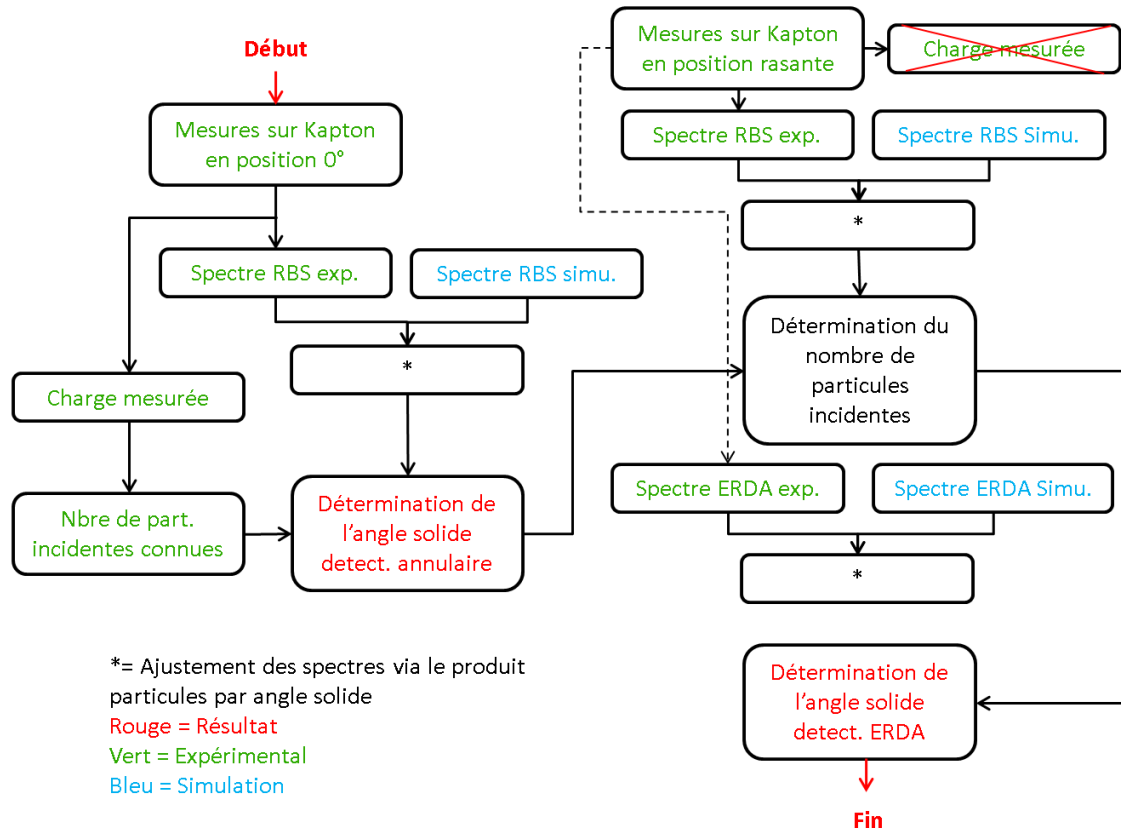 Début
Mesures sur Kapton
en position 0°
Spectre RBS exp.
Spectre RBS simu.
*
Charge mesurée
Nbre de part.
incidentes connues
Détermination de
l'angle solide
detect. annulaire
Mesures sur Kapton
en position rasante
Charge mesurée
Spectre RBS exp.
Spectre RBS Simu.
*
Détermination du
nombre de
particules
incidentes
Spectre ERDA exp.
Spectre ERDA Simu.
*
Détermination de
l'angle solide
detect. ERDA
Fin
*= Ajustement des spectres via le produit
particules par angle solide
Rouge = Résultat
Vert = Expérimental
Bleu = Simulation